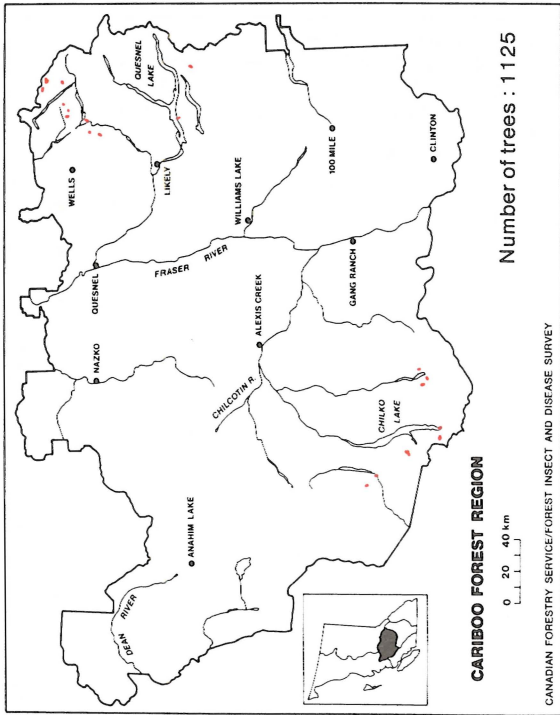 WELLS
QUESNEL
LAKE
LIKELY
QUESNEL
NAZKO
FRASER RIVER
WILLIAMS LAKE
100 MILE
CLINTON
GANG RANCH
ALEXIS CREEK
CHILCOTIN R.
CHILKO
LAKE
ANAHIM LAKE
DEAN RIVER
CARIBOO FOREST REGION
0 20 40 km
Number of trees : 1125
CANADIAN FORESTRY SERVICE/FOREST INSECT AND DISEASE SURVEY